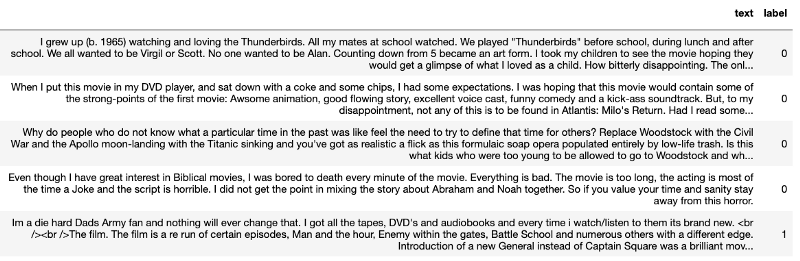 text label
I grew up (b. 1965) watching and loving the Thunderbirds. All my mates at school watched. We played "Thunderbirds" before school, during lunch and after
school. We all wanted to be Virgil or Scott. No one wanted to be Alan. Counting down from 5 became an art form. I took my children to see the movie hoping they 0
would get a glimpse of what I loved as a child. How bitterly disappointing. The onl...
When I put this movie in my DVD player, and sat down with a coke and some chips, I had some expectations. I was hoping that this movie would contain some of
the strong-points of the first movie: Awsome animation, good flowing story, excellent voice cast, funny comedy and a kick-ass soundtrack. But, to my 0
disappointment, not any of this is to be found in Atlantis: Milo's Return. Had I read some...
Why do people who do not know what a particular time in the past was like feel the need to try to define that time for others? Replace Woodstock with the Civil
War and the Apollo moon-landing with the Titanic sinking and you've got as realistic a flick as this formulaic soap opera populated entirely by low-life trash. Is this 0
what kids who were too young to be allowed to go to Woodstock and wh...
Even though I have great interest in Biblical movies, I was bored to death every minute of the movie. Everything is bad. The movie is too long, the acting is most of
the time a Joke and the script is horrible. I did not get the point in mixing the story about Abraham and Noah together. So if you value your time and sanity stay 0
away from this horror.
Im a die hard Dads Army fan and nothing will ever change that. I got all the tapes, DVD's and audiobooks and every time i watch/listen to them its brand new. <br
/><br />The film. The film is a re run of certain episodes, Man and the hour, Enemy within the gates, Battle School and numerous others with a different edge. 1
Introduction of a new General instead of Captain Square was a brilliant mov...